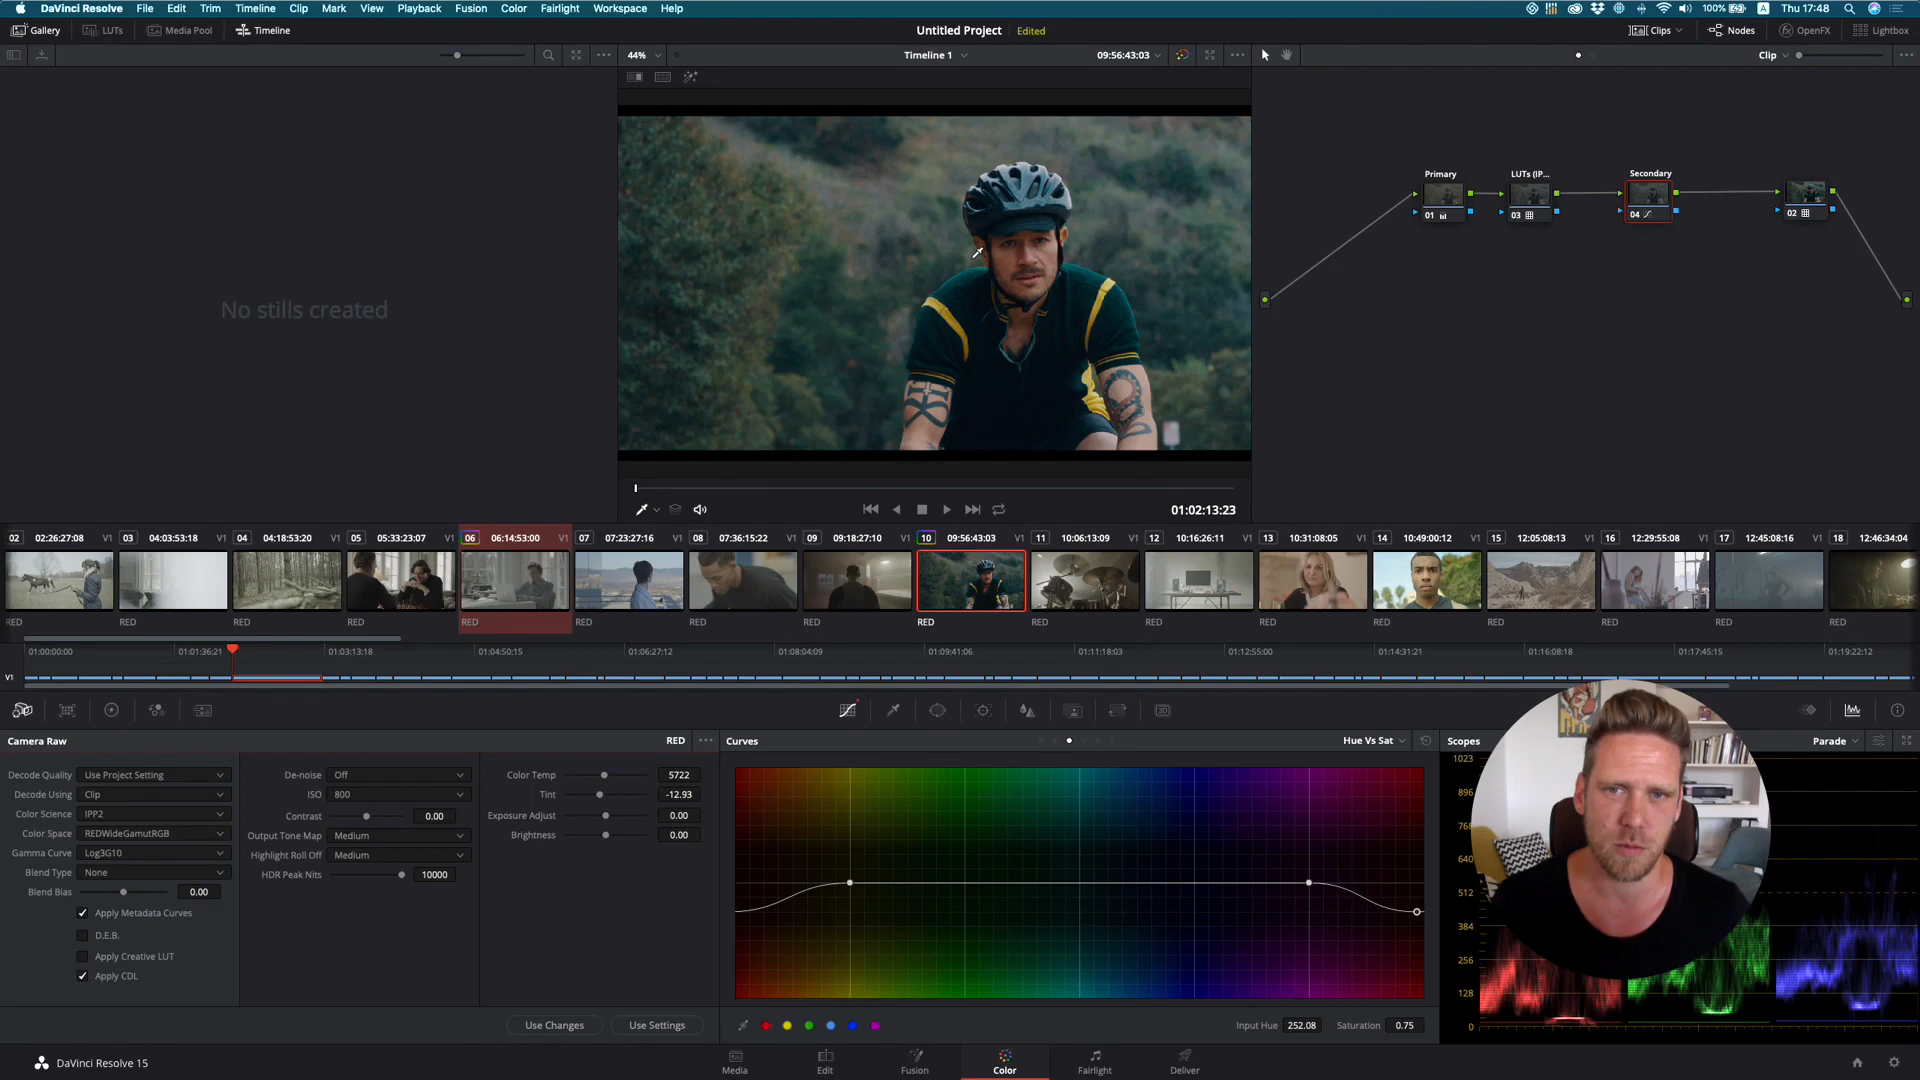 DaVinci Resolve File Edit Trim Timeline Clip Mark View Playback Fusion Color Fairlight Workspace Help 100% A Thu 17:48
Gallery LUTs Media Pool Timeline Untitled Project Edited Clips Nodes OpenFX Lightbox
44% Timeline 1 09:56:43:03 Clip
No stills created
Primary LUTs (IP... Secondary
01 03 04 02
01:02:13:23
02 02:26:27:08 V1 03 04:03:53:18 V1 04 04:18:53:20 V1 05 05:33:23:07 V1 06 06:14:53:00 V1 07 07:23:27:16 V1 08 07:36:15:22 V1 09 09:18:27:10 V1 10 09:56:43:03 V1 11 10:06:13:09 V1 12 10:16:26:11 V1 13 10:31:08:05 V1 14 10:49:00:12 V1 15 12:05:08:13 V1 16 12:29:55:08 V1 17 12:45:08:16 V1 18 12:46:34:04
RED RED RED RED RED RED RED RED RED RED RED RED RED RED RED RED RED
01:00:00:00 01:01:36:21 01:03:13:18 01:04:50:15 01:06:27:12 01:08:04:09 01:09:41:06 01:11:18:03 01:12:55:00 01:14:31:21 01:16:08:18 01:17:45:15 01:19:22:12
V1
Camera Raw RED Curves Hue Vs Sat Scopes Parade
Decode Quality Use Project Setting De-noise Off Color Temp 5722
Decode Using Clip ISO 800 Tint -12.93
Color Science IPP2 Contrast 0.00 Exposure Adjust 0.00
Color Space REDWideGamutRGB Output Tone Map Medium Brightness 0.00
Gamma Curve Log3G10 Highlight Roll Off Medium
Blend Type None HDR Peak Nits 10000
Blend Bias 0.00
Apply Metadata Curves
D.E.B.
Apply Creative LUT
Apply CDL
1023
896
768
640
512
384
256
128
0
Use Changes Use Settings Input Hue 252.08 Saturation 0.75
DaVinci Resolve 15 Media Edit Fusion Color Fairlight Deliver